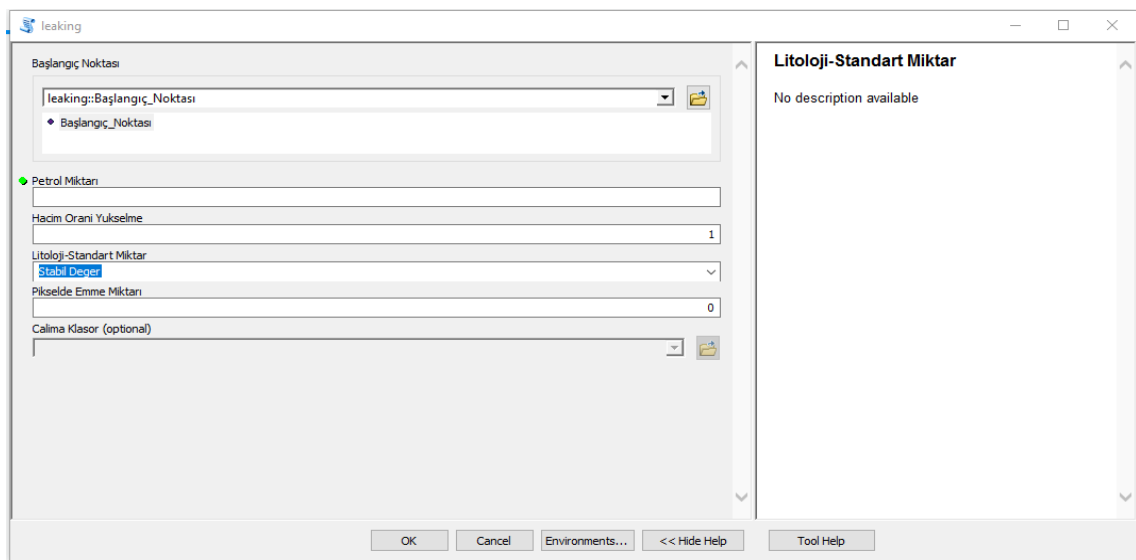 leaking
Başlangıç Noktası
leaking::Başlangıç_Noktası
Başlangıç_Noktası
Petrol Miktarı
Hacim Orani Yukselme
1
Litoloji-Standart Miktar
Stabil Deger
Pikselde Emme Miktarı
0
Calima Klasor (optional)
Litoloji-Standart Miktar
No description available
OK Cancel Environments... << Hide Help Tool Help